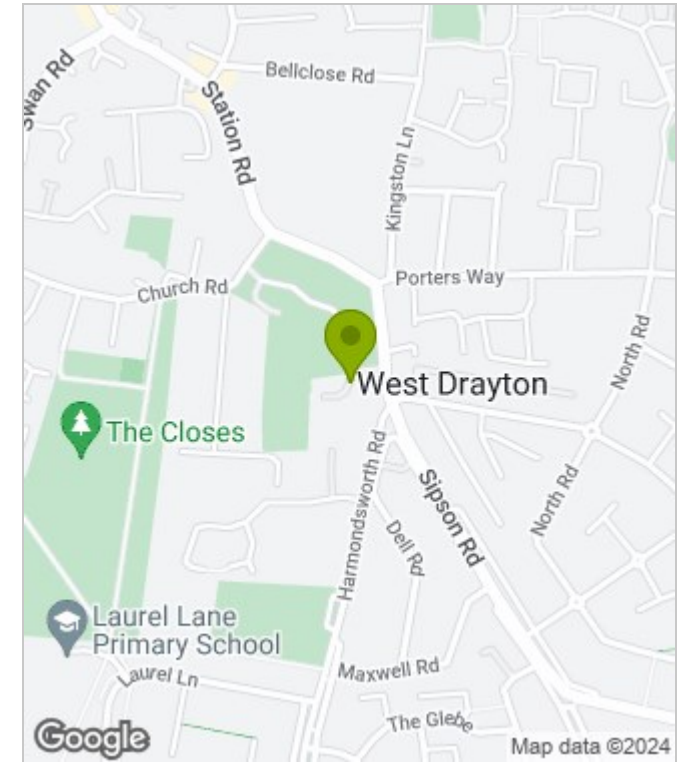 Swan Rd
Bellclose Rd
Station Rd
Kingston Ln
Church Rd
Porters Way
North Rd
West Drayton
The Closes
Harmondsworth Rd
Sipson Rd
North Rd
Dell Rd
Laurel Lane
Primary School
Laurel Ln
Maxwell Rd
The Glebe
Google
Map data ©2024